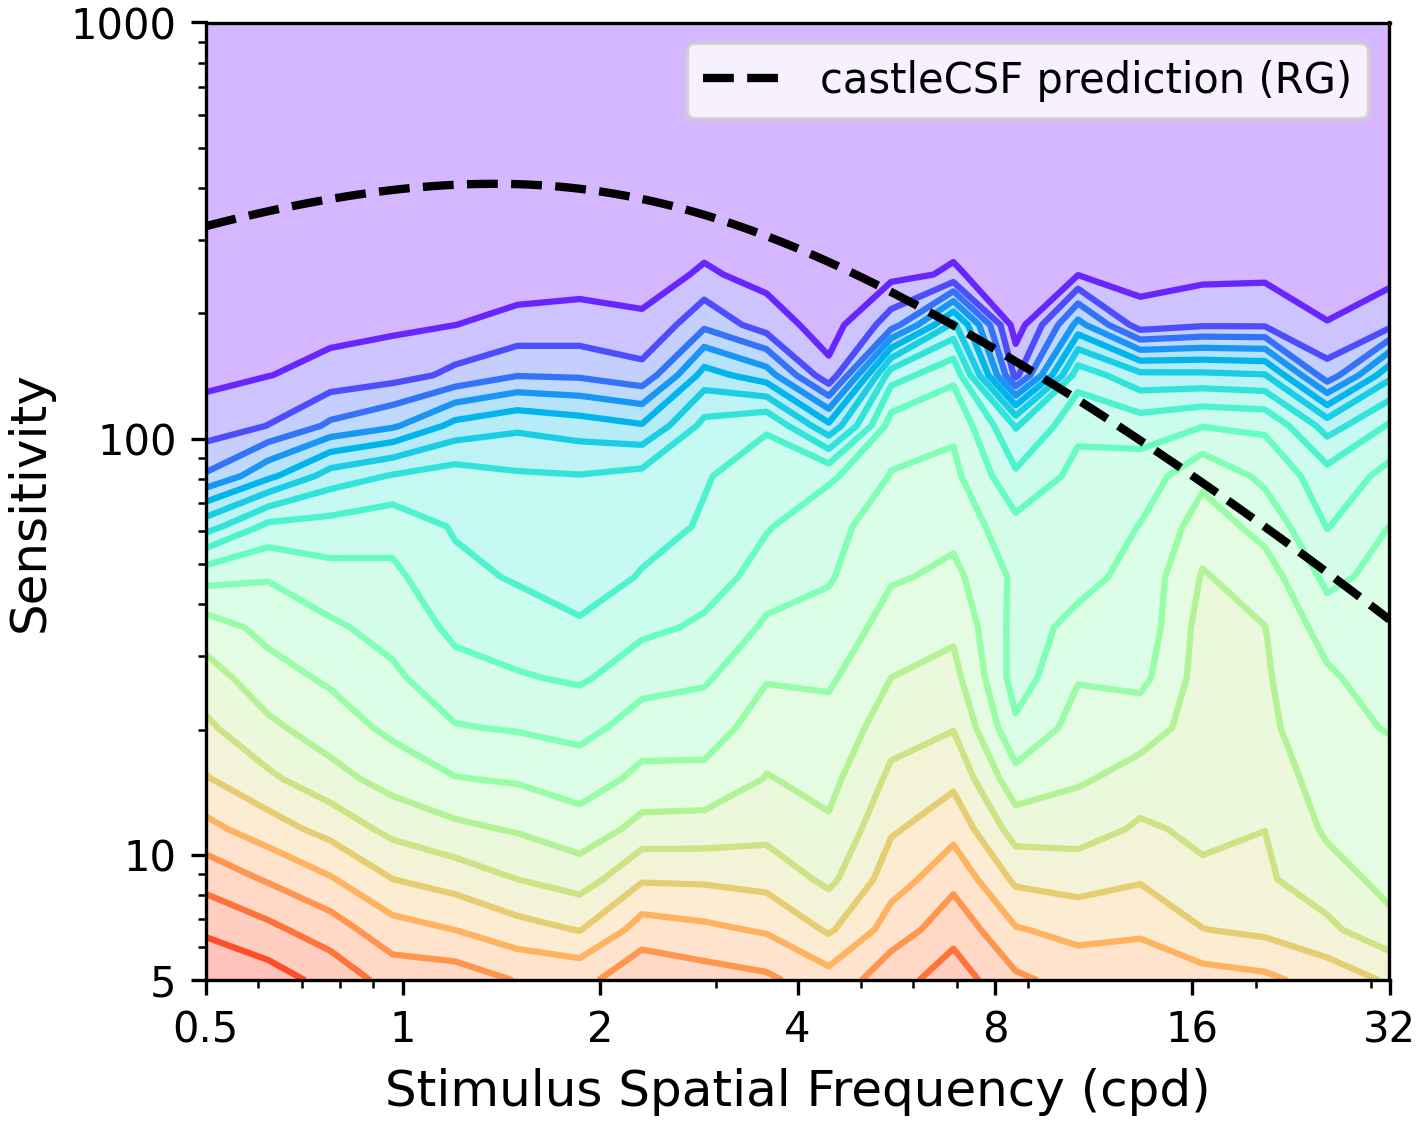 1000
castleCSF prediction (RG)
100
Sensitivity
10
5
0.5 1 2 4 8 16 32
Stimulus Spatial Frequency (cpd)